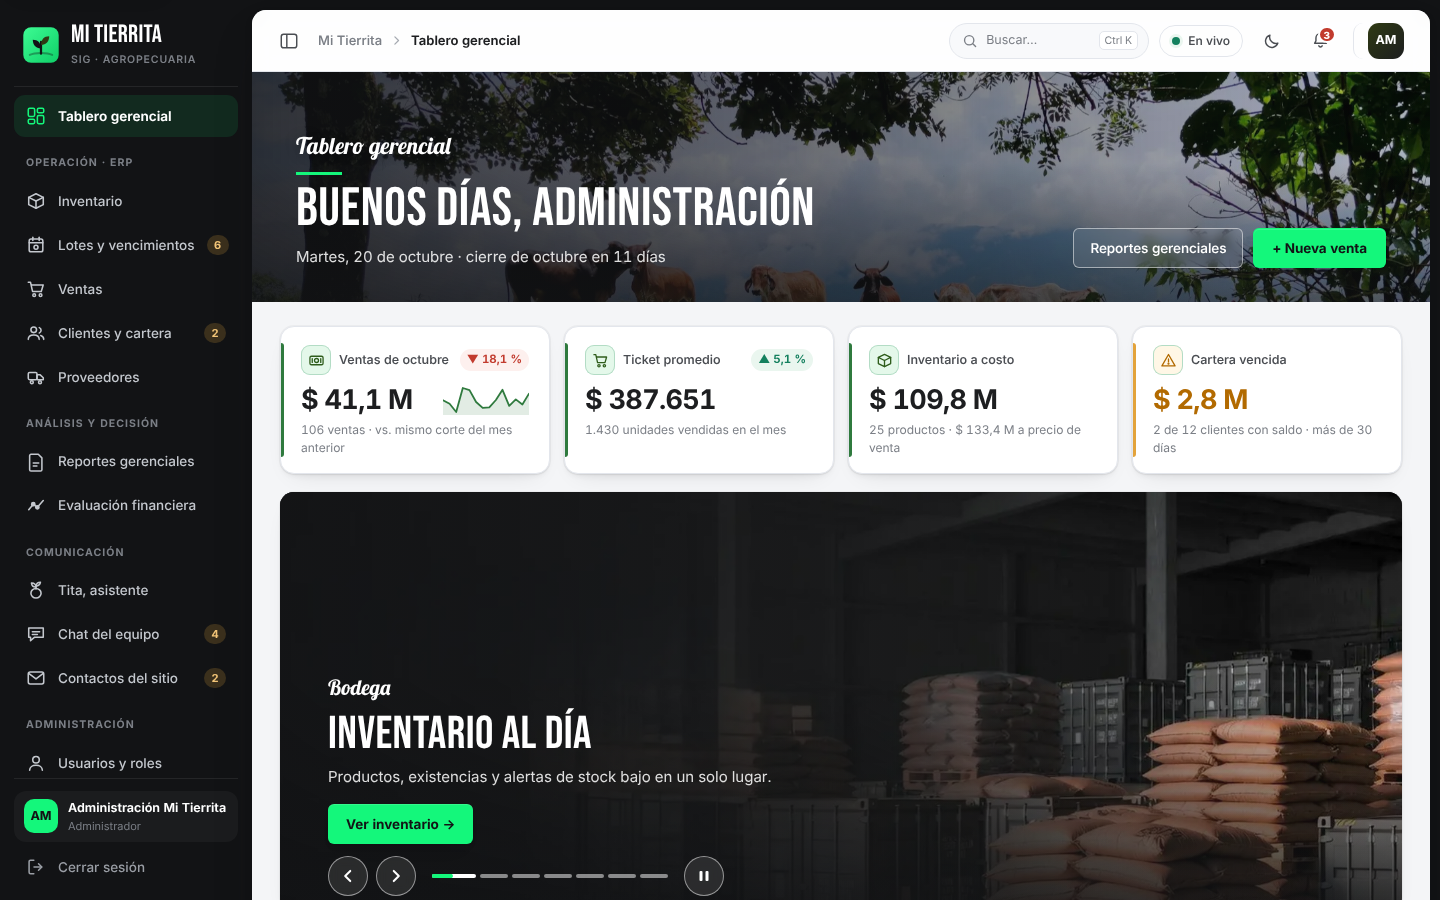 MI TIERRITA
SIG · AGROPECUARIA
Tablero gerencial
OPERACIÓN · ERP
Inventario
Lotes y vencimientos 6
Ventas
Clientes y cartera 2
Proveedores
ANÁLISIS Y DECISIÓN
Reportes gerenciales
Evaluación financiera
COMUNICACIÓN
Tita, asistente
Chat del equipo 4
Contactos del sitio 2
ADMINISTRACIÓN
Usuarios y roles
AM
Administración Mi Tierrita
Administrador
Cerrar sesión
Mi Tierrita > Tablero gerencial
Buscar... Ctrl K
En vivo
3
AM
Tablero gerencial
BUENOS DÍAS, ADMINISTRACIÓN
Martes, 20 de octubre · cierre de octubre en 11 días
Reportes gerenciales
+ Nueva venta
Ventas de octubre ▼ 18,1 %
$ 41,1 M
106 ventas · vs. mismo corte del mes
anterior
Ticket promedio ▲ 5,1 %
$ 387.651
1.430 unidades vendidas en el mes
Inventario a costo
$ 109,8 M
25 productos · $ 133,4 M a precio de
venta
Cartera vencida
$ 2,8 M
2 de 12 clientes con saldo · más de 30
días
Bodega
INVENTARIO AL DÍA
Productos, existencias y alertas de stock bajo en un solo lugar.
Ver inventario →